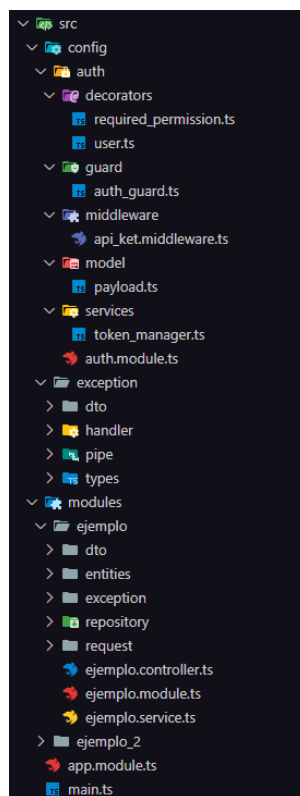 src
config
auth
decorators
required_permission.ts
user.ts
guard
auth_guard.ts
middleware
api_ket.middleware.ts
model
payload.ts
services
token_manager.ts
auth.module.ts
exception
dto
handler
pipe
types
modules
ejemplo
dto
entities
exception
repository
request
ejemplo.controller.ts
ejemplo.module.ts
ejemplo.service.ts
ejemplo_2
app.module.ts
main.ts